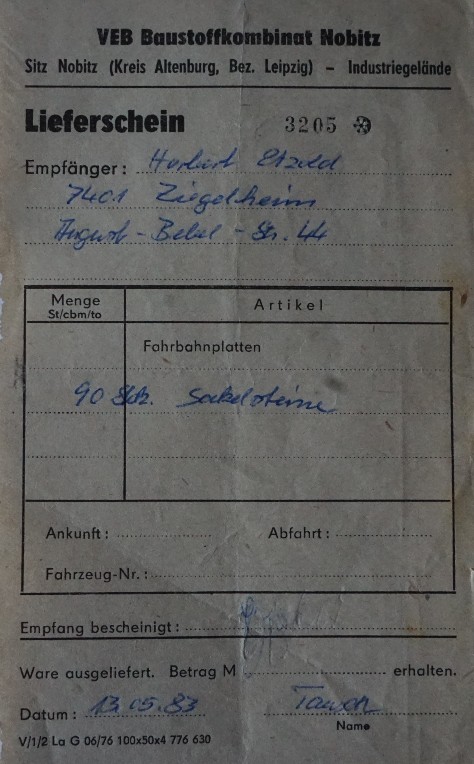 VEB Baustoffkombinat Nobitz
Sitz Nobitz (Kreis Altenburg, Bez. Leipzig) – Industriegelände
Lieferschein 3205
Empfänger: Herbert Etzold
7401 Ziegelheim
August-Bebel-Str. 44
Menge Artikel
St/cbm/to
Fahrbahnplatten
90 Stk. Sockelsteine
Ankunft: Abfahrt:
Fahrzeug-Nr.:
Empfang bescheinigt:
Ware ausgeliefert. Betrag M erhalten.
Datum: 13.05.83
Name
V/1/2 La G 06/76 100x50x4 776 630